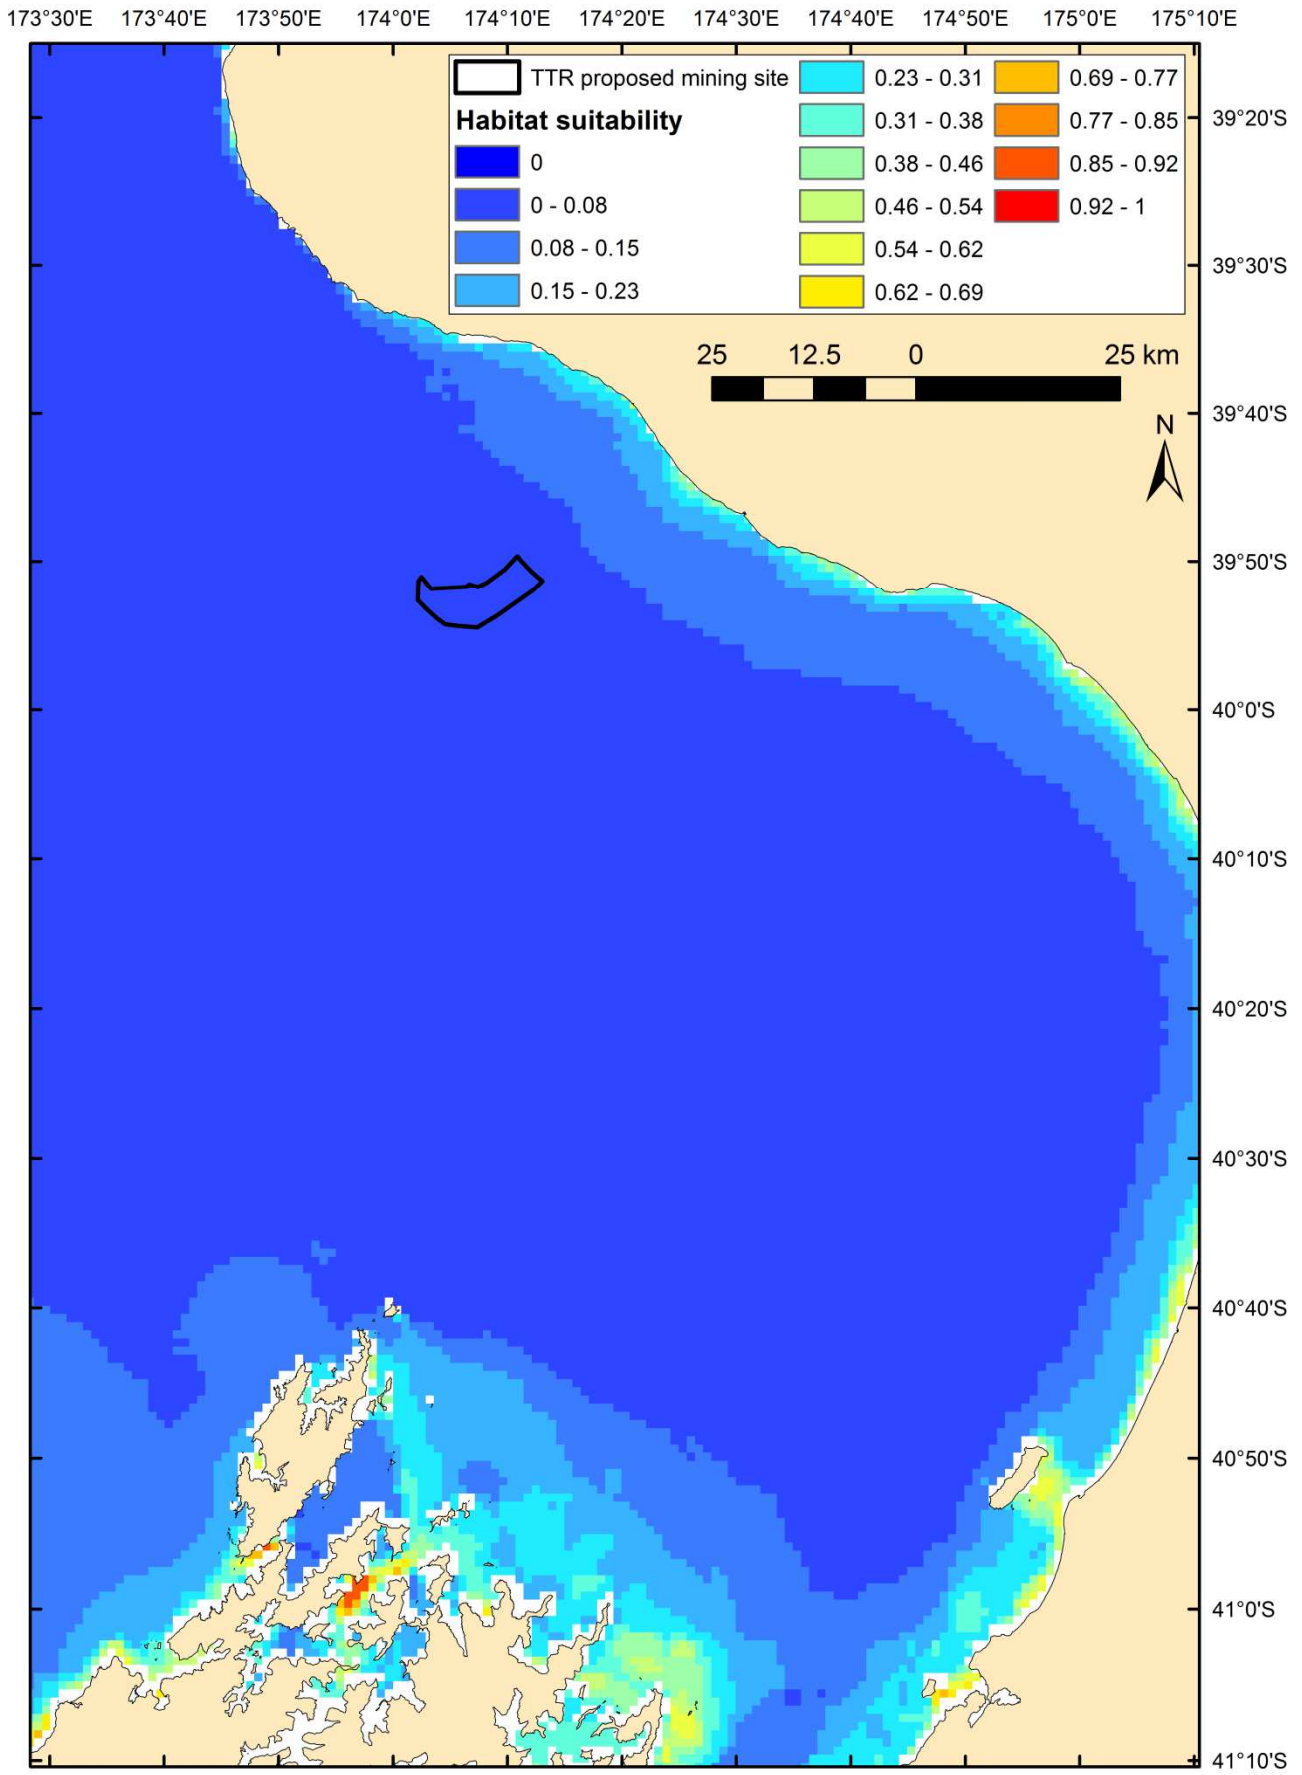 173°30'E 173°40'E 173°50'E 174°0'E 174°10'E 174°20'E 174°30'E 174°40'E 174°50'E 175°0'E 175°10'E
TTR proposed mining site
Habitat suitability
0
0 - 0.08
0.08 - 0.15
0.15 - 0.23
0.23 - 0.31
0.31 - 0.38
0.38 - 0.46
0.46 - 0.54
0.54 - 0.62
0.62 - 0.69
0.69 - 0.77
0.77 - 0.85
0.85 - 0.92
0.92 - 1
25 12.5 0 25 km
N
39°20'S
39°30'S
39°40'S
39°50'S
40°0'S
40°10'S
40°20'S
40°30'S
40°40'S
40°50'S
41°0'S
41°10'S